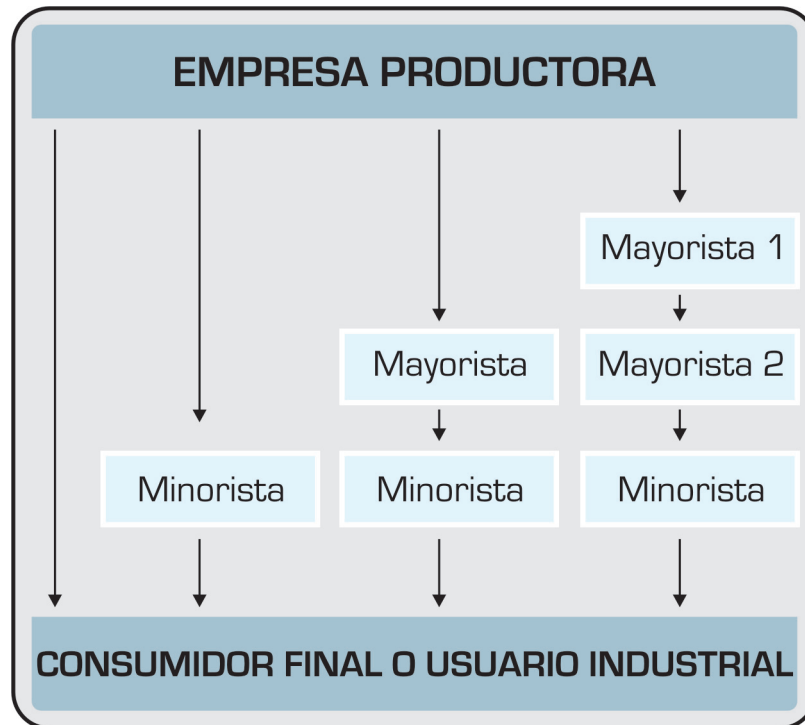 EMPRESA PRODUCTORA
Mayorista 1
Mayorista
Mayorista 2
Minorista
Minorista
Minorista
CONSUMIDOR FINAL O USUARIO INDUSTRIAL